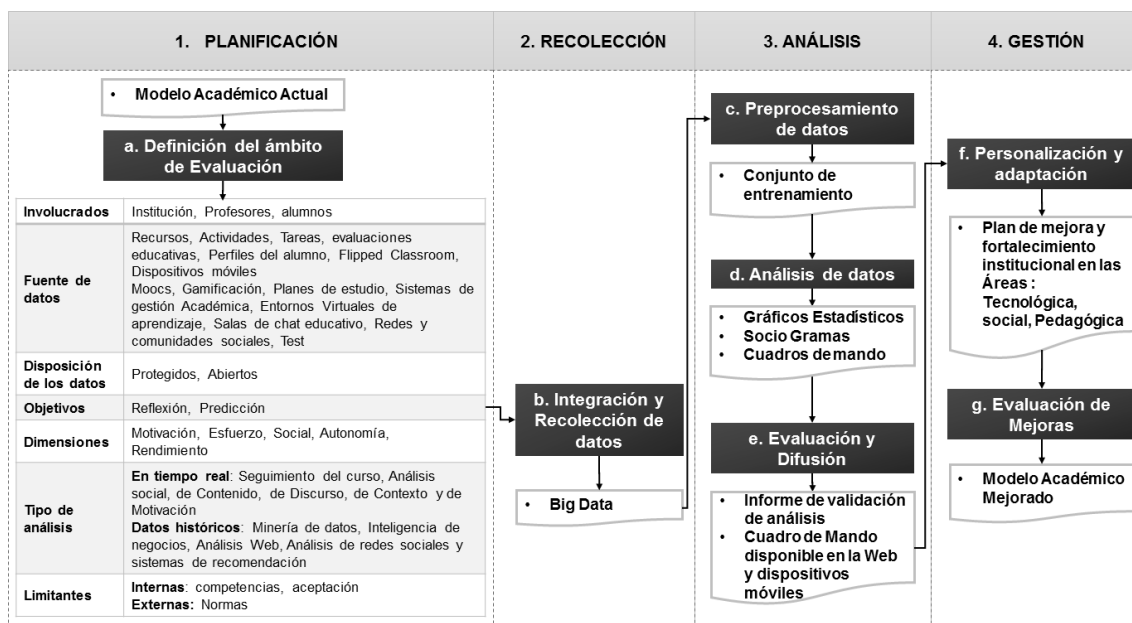 1. PLANIFICACIÓN
2. RECOLECCIÓN
3. ANÁLISIS
4. GESTIÓN
• Modelo Académico Actual
a. Definición del ámbito
de Evaluación
Involucrados
Institución, Profesores, alumnos
Fuente de
datos
Recursos, Actividades, Tareas, evaluaciones
educativas, Perfiles del alumno, Flipped Classroom,
Dispositivos móviles
Moocs, Gamificación, Planes de estudio, Sistemas de
gestión Académica, Entornos Virtuales de
aprendizaje, Salas de chat educativo, Redes y
comunidades sociales, Test
Disposición
de los datos
Protegidos, Abiertos
Objetivos
Reflexión, Predicción
Dimensiones
Motivación, Esfuerzo, Social, Autonomía,
Rendimiento
Tipo de
análisis
En tiempo real: Seguimiento del curso, Análisis
social, de Contenido, de Discurso, de Contexto y de
Motivación
Datos históricos: Minería de datos, Inteligencia de
negocios, Análisis Web, Análisis de redes sociales y
sistemas de recomendación
Limitantes
Internas: competencias, aceptación
Externas: Normas
b. Integración y
Recolección de
datos
• Big Data
c. Preprocesamiento
de datos
• Conjunto de
entrenamiento
d. Análisis de datos
• Gráficos Estadísticos
• Socio Gramas
• Cuadros de mando
e. Evaluación y
Difusión
• Informe de validación
de análisis
• Cuadro de Mando
disponible en la Web
y dispositivos
móviles
f. Personalización y
adaptación
• Plan de mejora y
fortalecimiento
institucional en las
Áreas :
Tecnológica,
social, Pedagógica
g. Evaluación de
Mejoras
• Modelo Académico
Mejorado